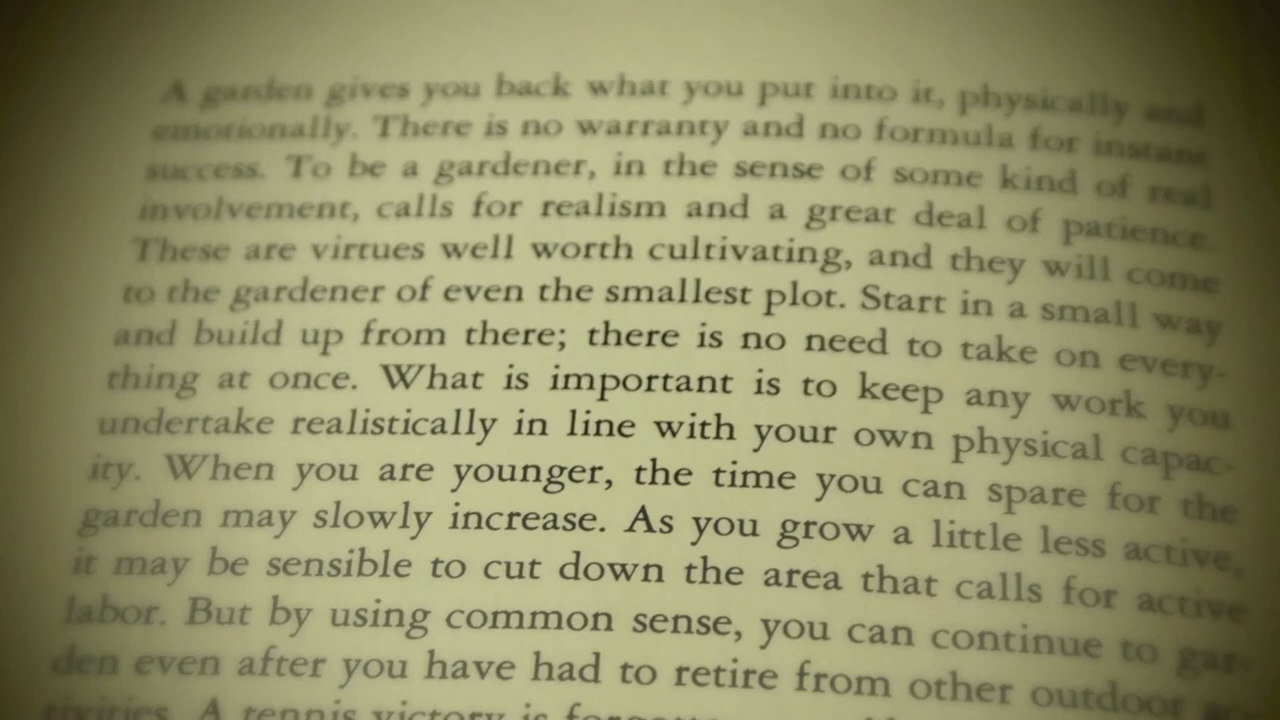 A garden gives you back what you put into it, physically and
emotionally. There is no warranty and no formula for instant
success. To be a gardener, in the sense of some kind of real
involvement, calls for realism and a great deal of patience.
These are virtues well worth cultivating, and they will come
to the gardener of even the smallest plot. Start in a small way
and build up from there; there is no need to take on every-
thing at once. What is important is to keep any work you
undertake realistically in line with your own physical capac-
ity. When you are younger, the time you can spare for the
garden may slowly increase. As you grow a little less active,
it may be sensible to cut down the area that calls for active
labor. But by using common sense, you can continue to gar-
den even after you have had to retire from other outdoor
tivities. A tennis victory is